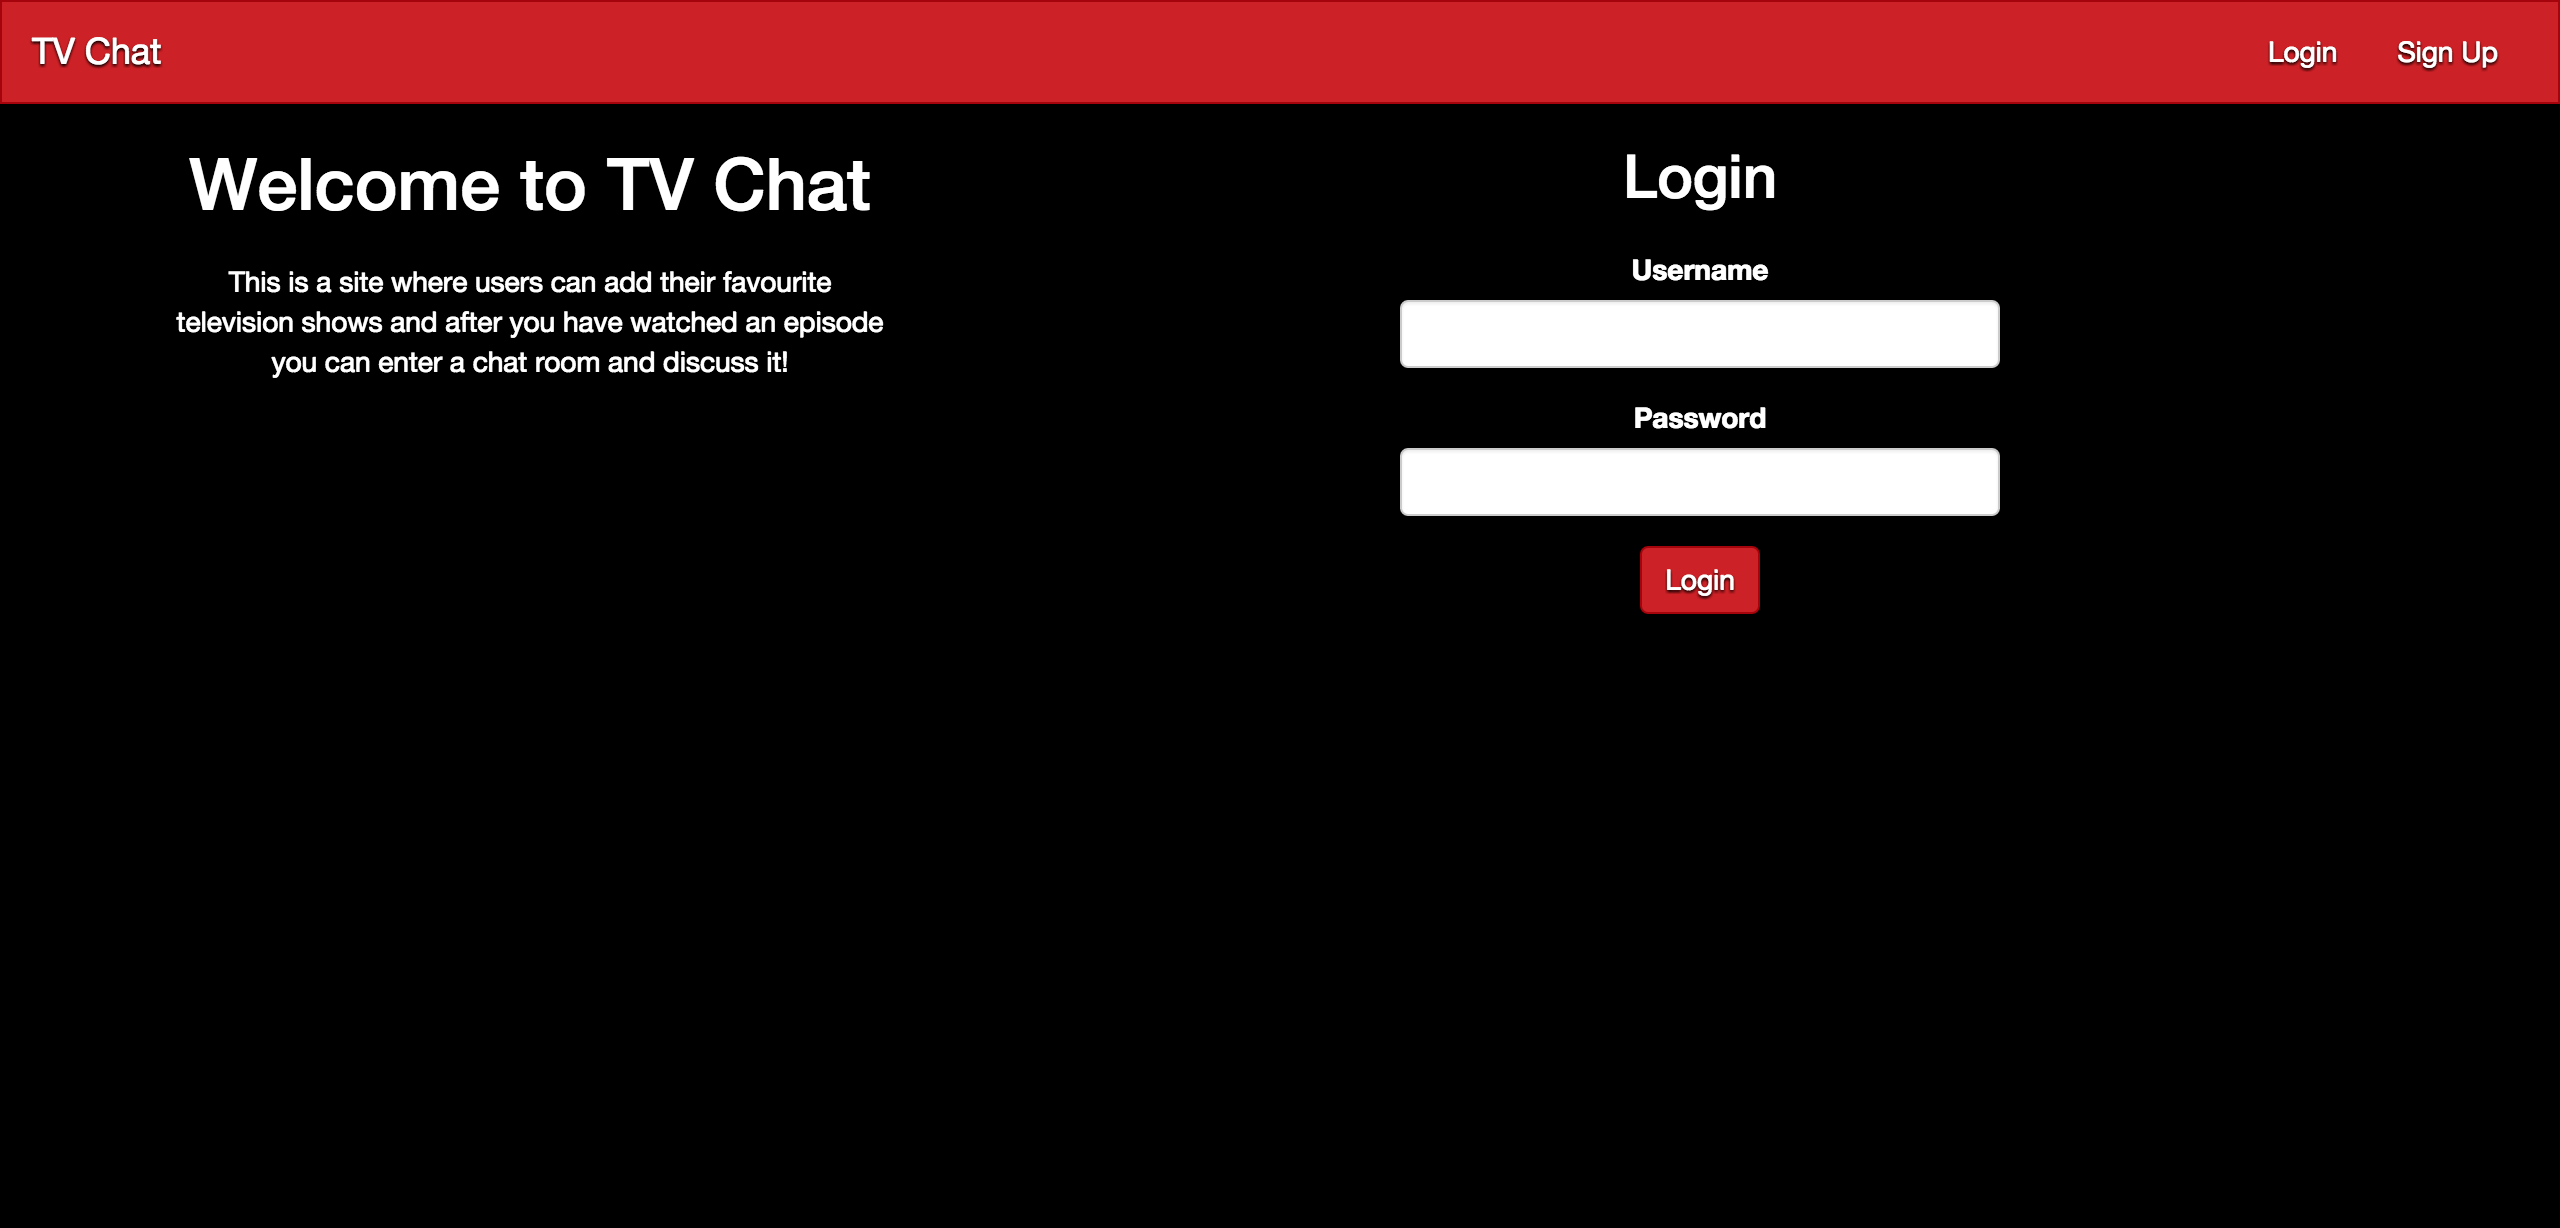 TV Chat
Login
Sign Up
Welcome to TV Chat
This is a site where users can add their favourite
television shows and after you have watched an episode
you can enter a chat room and discuss it!
Login
Username
Password
Login